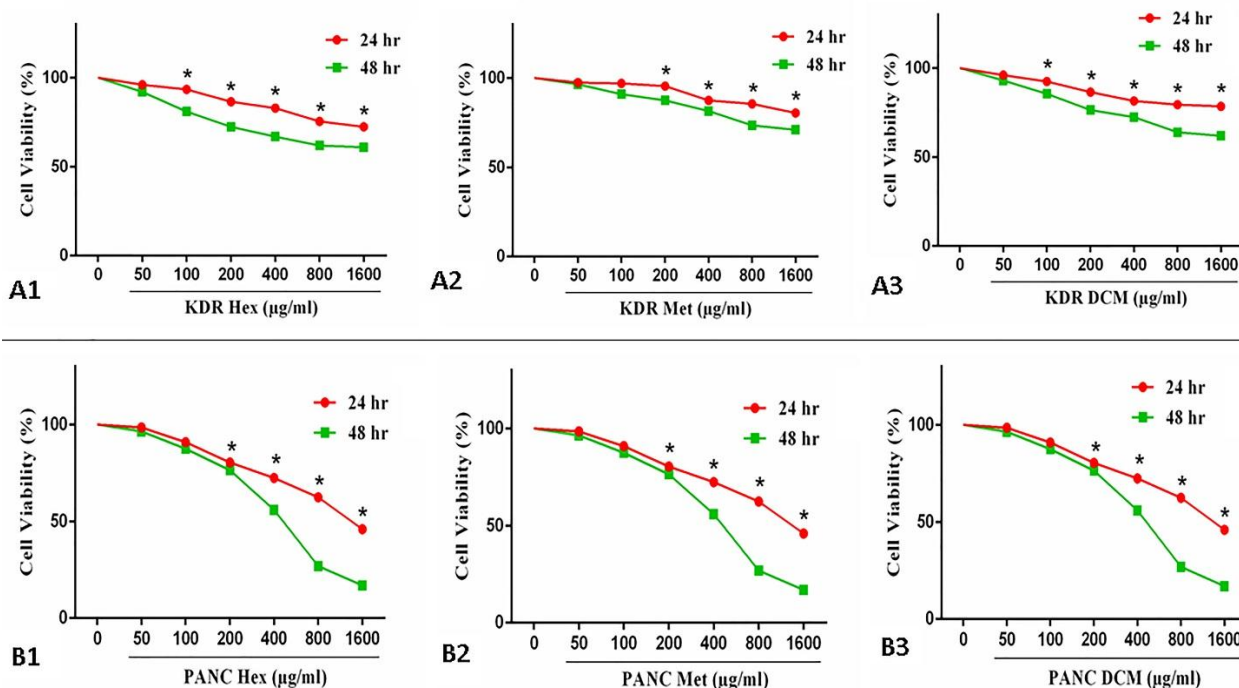 24 hr
48 hr
*
*
*
*
*
Cell Viability (%)
100
50
0
0 50 100 200 400 800 1600
A1
KDR Hex (µg/ml)
24 hr
48 hr
*
*
*
*
Cell Viability (%)
100
50
0
0 50 100 200 400 800 1600
A2
KDR Met (µg/ml)
24 hr
48 hr
*
*
*
*
*
Cell Viability (%)
100
50
0
0 50 100 200 400 800 1600
A3
KDR DCM (µg/ml)
24 hr
48 hr
*
*
*
*
Cell Viability (%)
100
50
0
0 50 100 200 400 800 1600
B1
PANC Hex (µg/ml)
24 hr
48 hr
*
*
*
*
Cell Viability (%)
100
50
0
0 50 100 200 400 800 1600
B2
PANC Met (µg/ml)
24 hr
48 hr
*
*
*
*
Cell Viability (%)
100
50
0
0 50 100 200 400 800 1600
B3
PANC DCM (µg/ml)